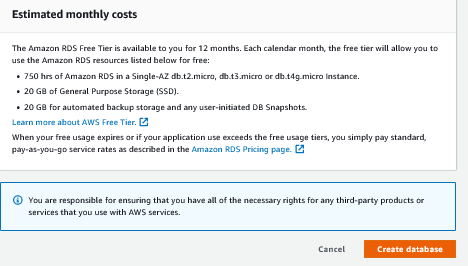 Estimated monthly costs
The Amazon RDS Free Tier is available to you for 12 months. Each calendar month, the free tier will allow you to
use the Amazon RDS resources listed below for free:
• 750 hrs of Amazon RDS in a Single-AZ db.t2.micro, db.t3.micro or db.t4g.micro Instance.
• 20 GB of General Purpose Storage (SSD).
• 20 GB for automated backup storage and any user-initiated DB Snapshots.
Learn more about AWS Free Tier.
When your free usage expires or if your application use exceeds the free usage tiers, you simply pay standard,
pay-as-you-go service rates as described in the Amazon RDS Pricing page.
You are responsible for ensuring that you have all of the necessary rights for any third-party products or
services that you use with AWS services.
Cancel
Create database